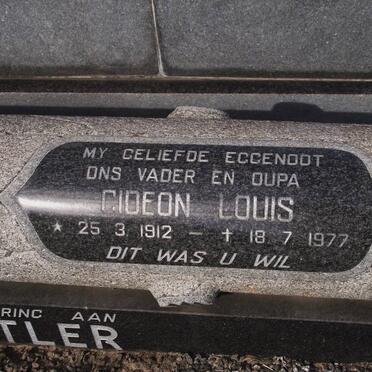 MY GELIEFDE EGGENOOT
ONS VADER EN OUPA
GIDEON LOUIS
* 25 3 1912 — † 18 7 1977
DIT WAS U WIL
AAN